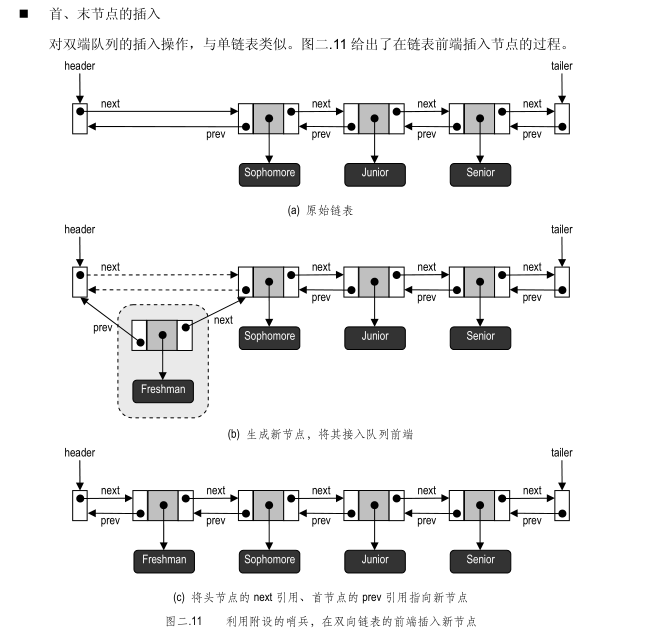 ■ 首、末节点的插入
对双端队列的插入操作，与单链表类似。图二.11 给出了在链表前端插入节点的过程。
header tailer
next next next next
prev prev prev prev
Sophomore Junior Senior
(a) 原始链表
header tailer
next next next next
prev prev prev
prev next
Sophomore Junior Senior
Freshman
(b) 生成新节点，将其接入队列前端
header tailer
next next next next next
prev prev prev prev prev
Freshman Sophomore Junior Senior
(c) 将头节点的 next 引用、首节点的 prev 引用指向新节点
图二.11 利用附设的哨兵，在双向链表的前端插入新节点